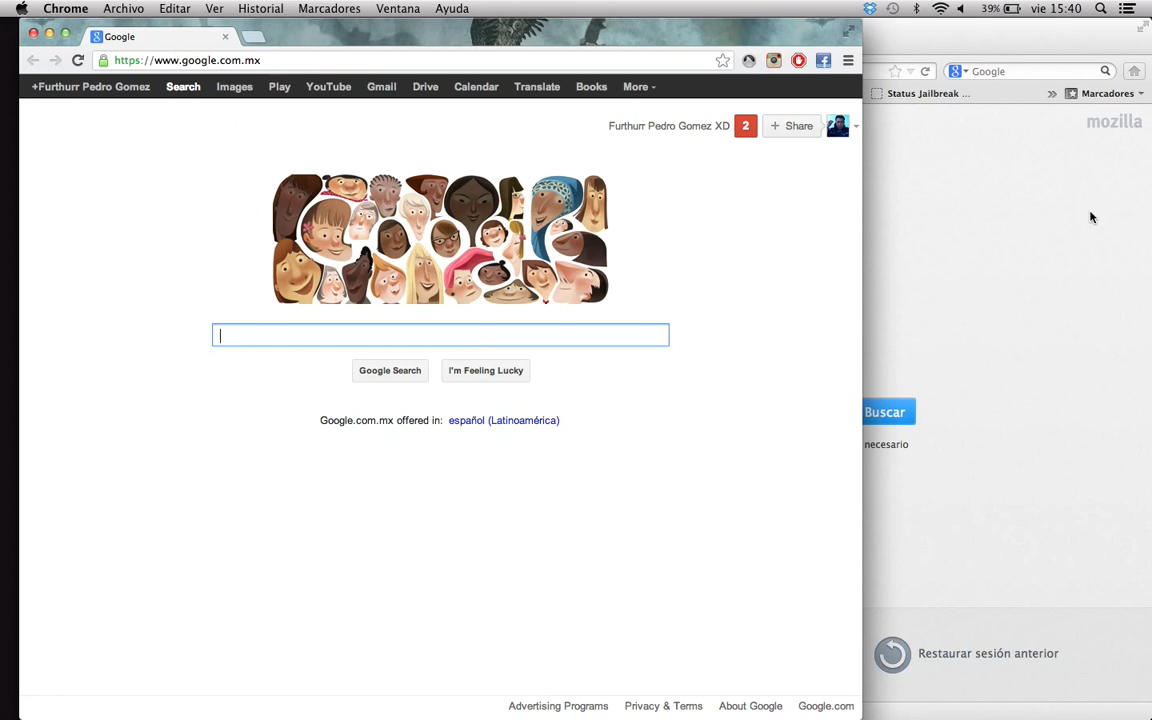 Chrome Archivo Editar Ver Historial Marcadores Ventana Ayuda 39% vie 15:40
Google
https://www.google.com.mx
+Furthurr Pedro Gomez Search Images Play YouTube Gmail Drive Calendar Translate Books More
Furthurr Pedro Gomez XD 2 + Share
Google Search I'm Feeling Lucky
Google.com.mx offered in: español (Latinoamérica)
Advertising Programs Privacy & Terms About Google Google.com
Google
Status Jailbreak ... » Marcadores
mozilla
Buscar
necesario
Restaurar sesión anterior